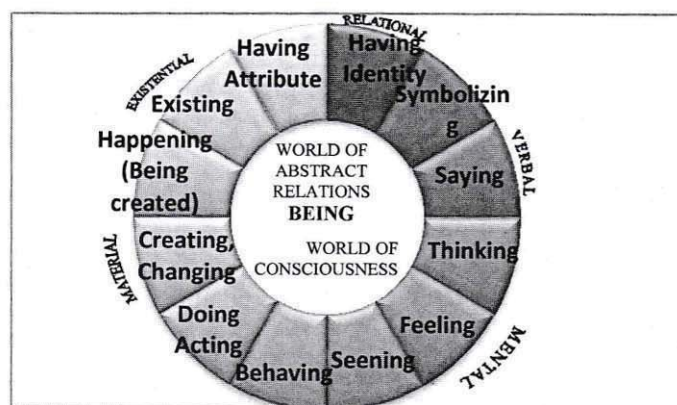 RELATIONAL
Having
Identity
Symbolizin
g
VERBAL
Saying
Thinking
MENTAL
Feeling
Seening
Behaving
Doing
Acting
MATERIAL
Creating,
Changing
Happening
(Being
created)
EXISTENTIAL
Existing
Having
Attribute
WORLD OF
ABSTRACT
RELATIONS
BEING
WORLD OF
CONSCIOUSNESS